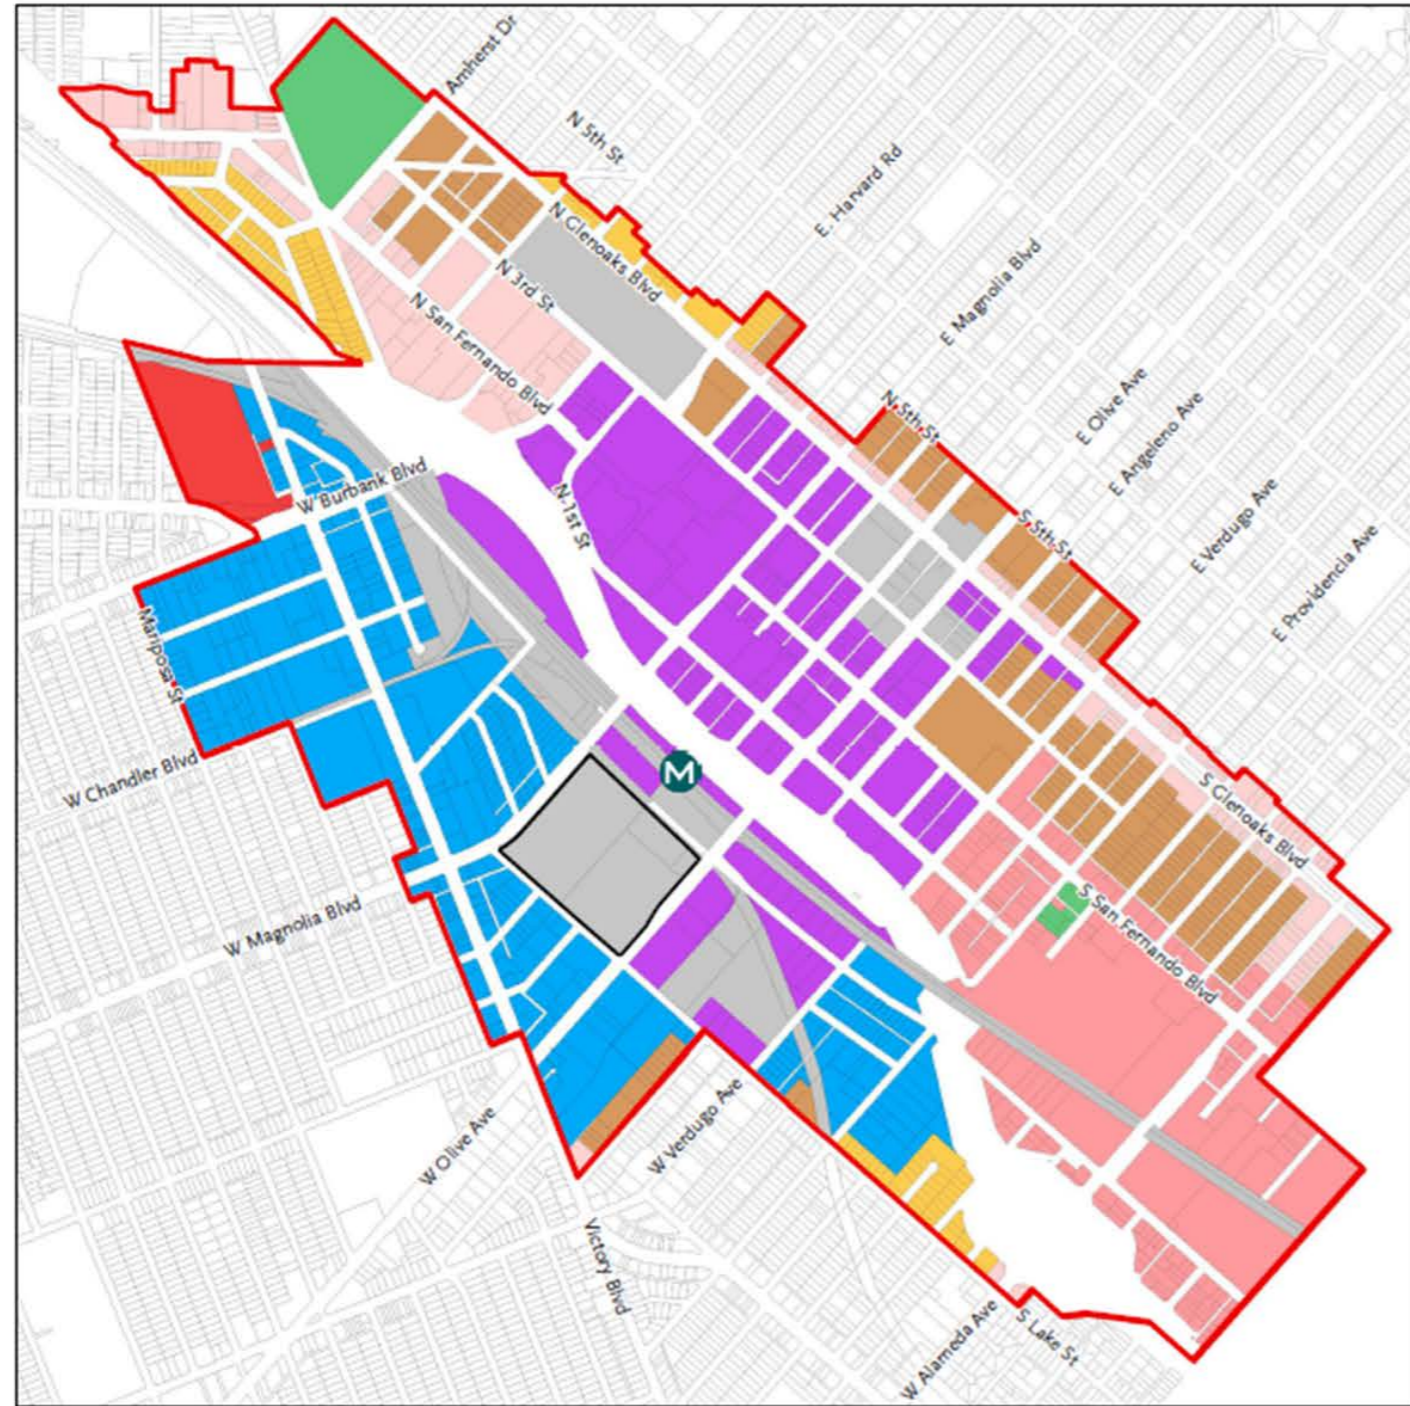 Amherst Dr
N 5th St
E. Harvard Rd
N Glenoaks Blvd
E Magnolia Blvd
N 3rd St
N San Fernando Blvd
E Olive Ave
N 5th St
E Angeleno Ave
W Burbank Blvd
N 1st St
S 5th St
E Verdugo Ave
E Providencia Ave
Mariposa St
M
W Chandler Blvd
S Glenoaks Blvd
W Magnolia Blvd
S San Fernando Blvd
W Olive Ave
W Verdugo Ave
Victory Blvd
W Alameda Ave
S Lake St